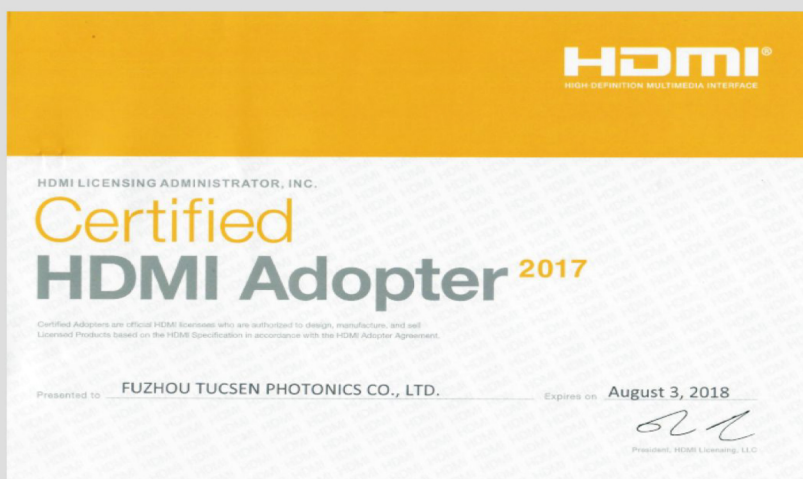 HDMI®
HIGH-DEFINITION MULTIMEDIA INTERFACE
HDMI LICENSING ADMINISTRATOR, INC.
Certified
HDMI Adopter 2017
Certified Adopters are official HDMI licensees who are authorized to design, manufacture, and sell
Licensed Products based on the HDMI Specification in accordance with the HDMI Adopter Agreement.
Presented to FUZHOU TUCSEN PHOTONICS CO., LTD. Expires on August 3, 2018
President, HDMI Licensing, LLC